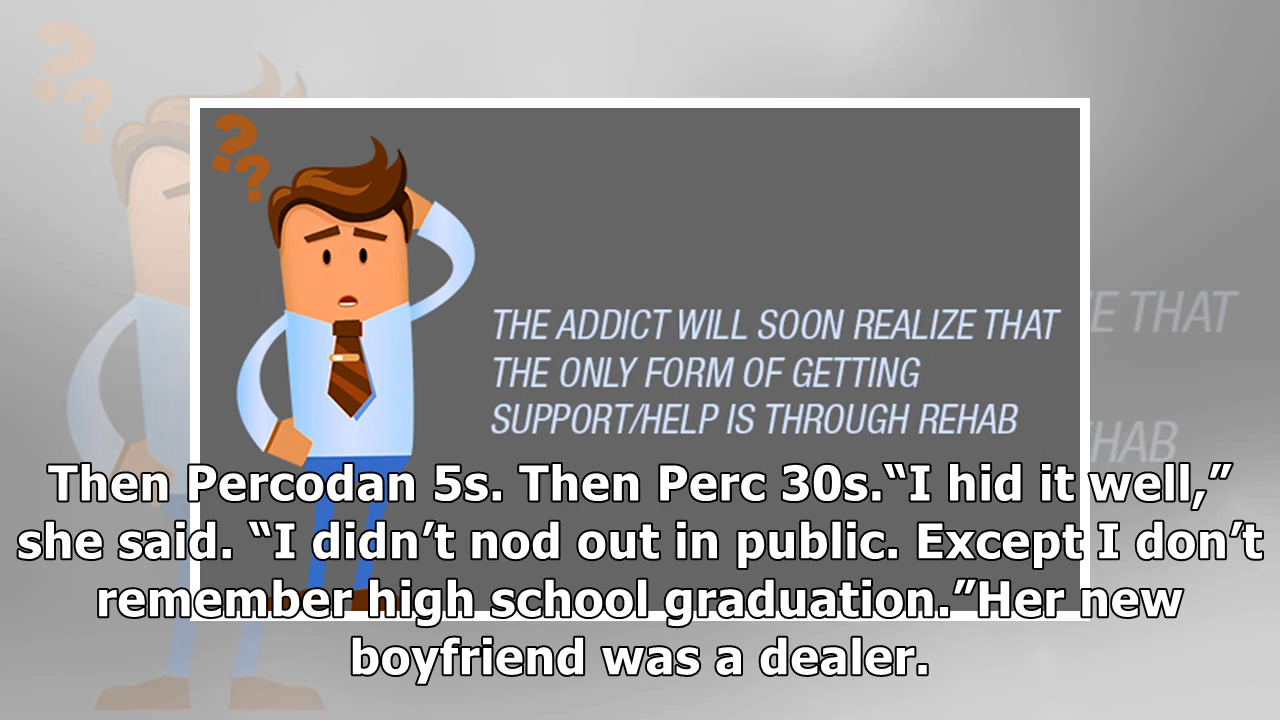 ??
??
THE ADDICT WILL SOON REALIZE THAT
THE ONLY FORM OF GETTING
SUPPORT/HELP IS THROUGH REHAB
E THAT
HAB
Then Percodan 5s. Then Perc 30s.“I hid it well,”
she said. “I didn’t nod out in public. Except I don’t
remember high school graduation.”Her new
boyfriend was a dealer.